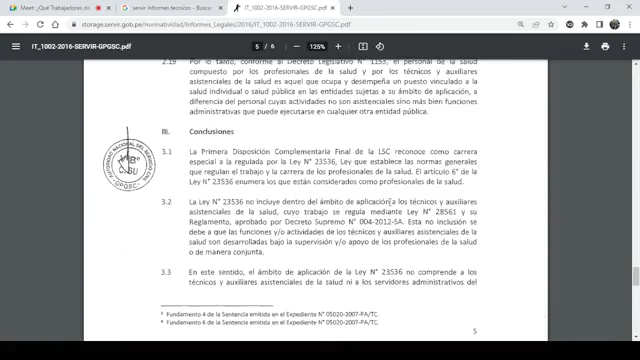 Meet: ¿Qué Trabajadores de
servir informes tecnicos - Buscar
IT_1002-2016-SERVIR-GPGSC.pdf
storage.servir.gob.pe/normatividad/Informes_Legales/2016/IT_1002-2016-SERVIR-GPGSC.pdf
IT_1002-2016-SERVIR-GPGSC.pdf
5 / 6
125%
2.19 Por lo tanto, conforme al Decreto Legislativo N° 1153, el personal de la salud
compuesto por los profesionales de la salud y por los técnicos y auxiliares
asistenciales de la salud es aquel que ocupa y desempeña un puesto vinculado a la
salud individual o salud pública en las entidades sujetas a su ámbito de aplicación, a
diferencia del personal cuyas actividades no son asistenciales sino más bien funciones
administrativas que puede ejecutarse en cualquier otra entidad pública.
III. Conclusiones
3.1 La Primera Disposición Complementaria Final de la LSC reconoce como carrera
especial a la regulada por la Ley N° 23536, Ley que establece las normas generales
que regulan el trabajo y la carrera de los profesionales de la salud. El artículo 6° de
la Ley N° 23536 enumera los que están considerados como profesionales de la salud.
3.2 La Ley N° 23536 no incluye dentro del ámbito de aplicación a los técnicos y auxiliares
asistenciales de la salud, cuyo trabajo se regula mediante Ley N° 28561 y su
Reglamento, aprobado por Decreto Supremo N° 004-2012-SA. Esta no inclusión se
debe a que las funciones y/o actividades de los técnicos y auxiliares asistenciales de la
salud son desarrolladas bajo la supervisión y/o apoyo de los profesionales de la salud
o de manera conjunta.
3.3 En este sentido, el ámbito de aplicación de la Ley N° 23536 no comprende a los
técnicos y auxiliares asistenciales de la salud ni a los servidores administrativos del
⁵ Fundamento 4 de la Sentencia emitida en el Expediente N° 05020-2007-PA/TC.
⁶ Fundamento 6 de la Sentencia emitida en el Expediente N° 05020-2007-PA/TC.
5